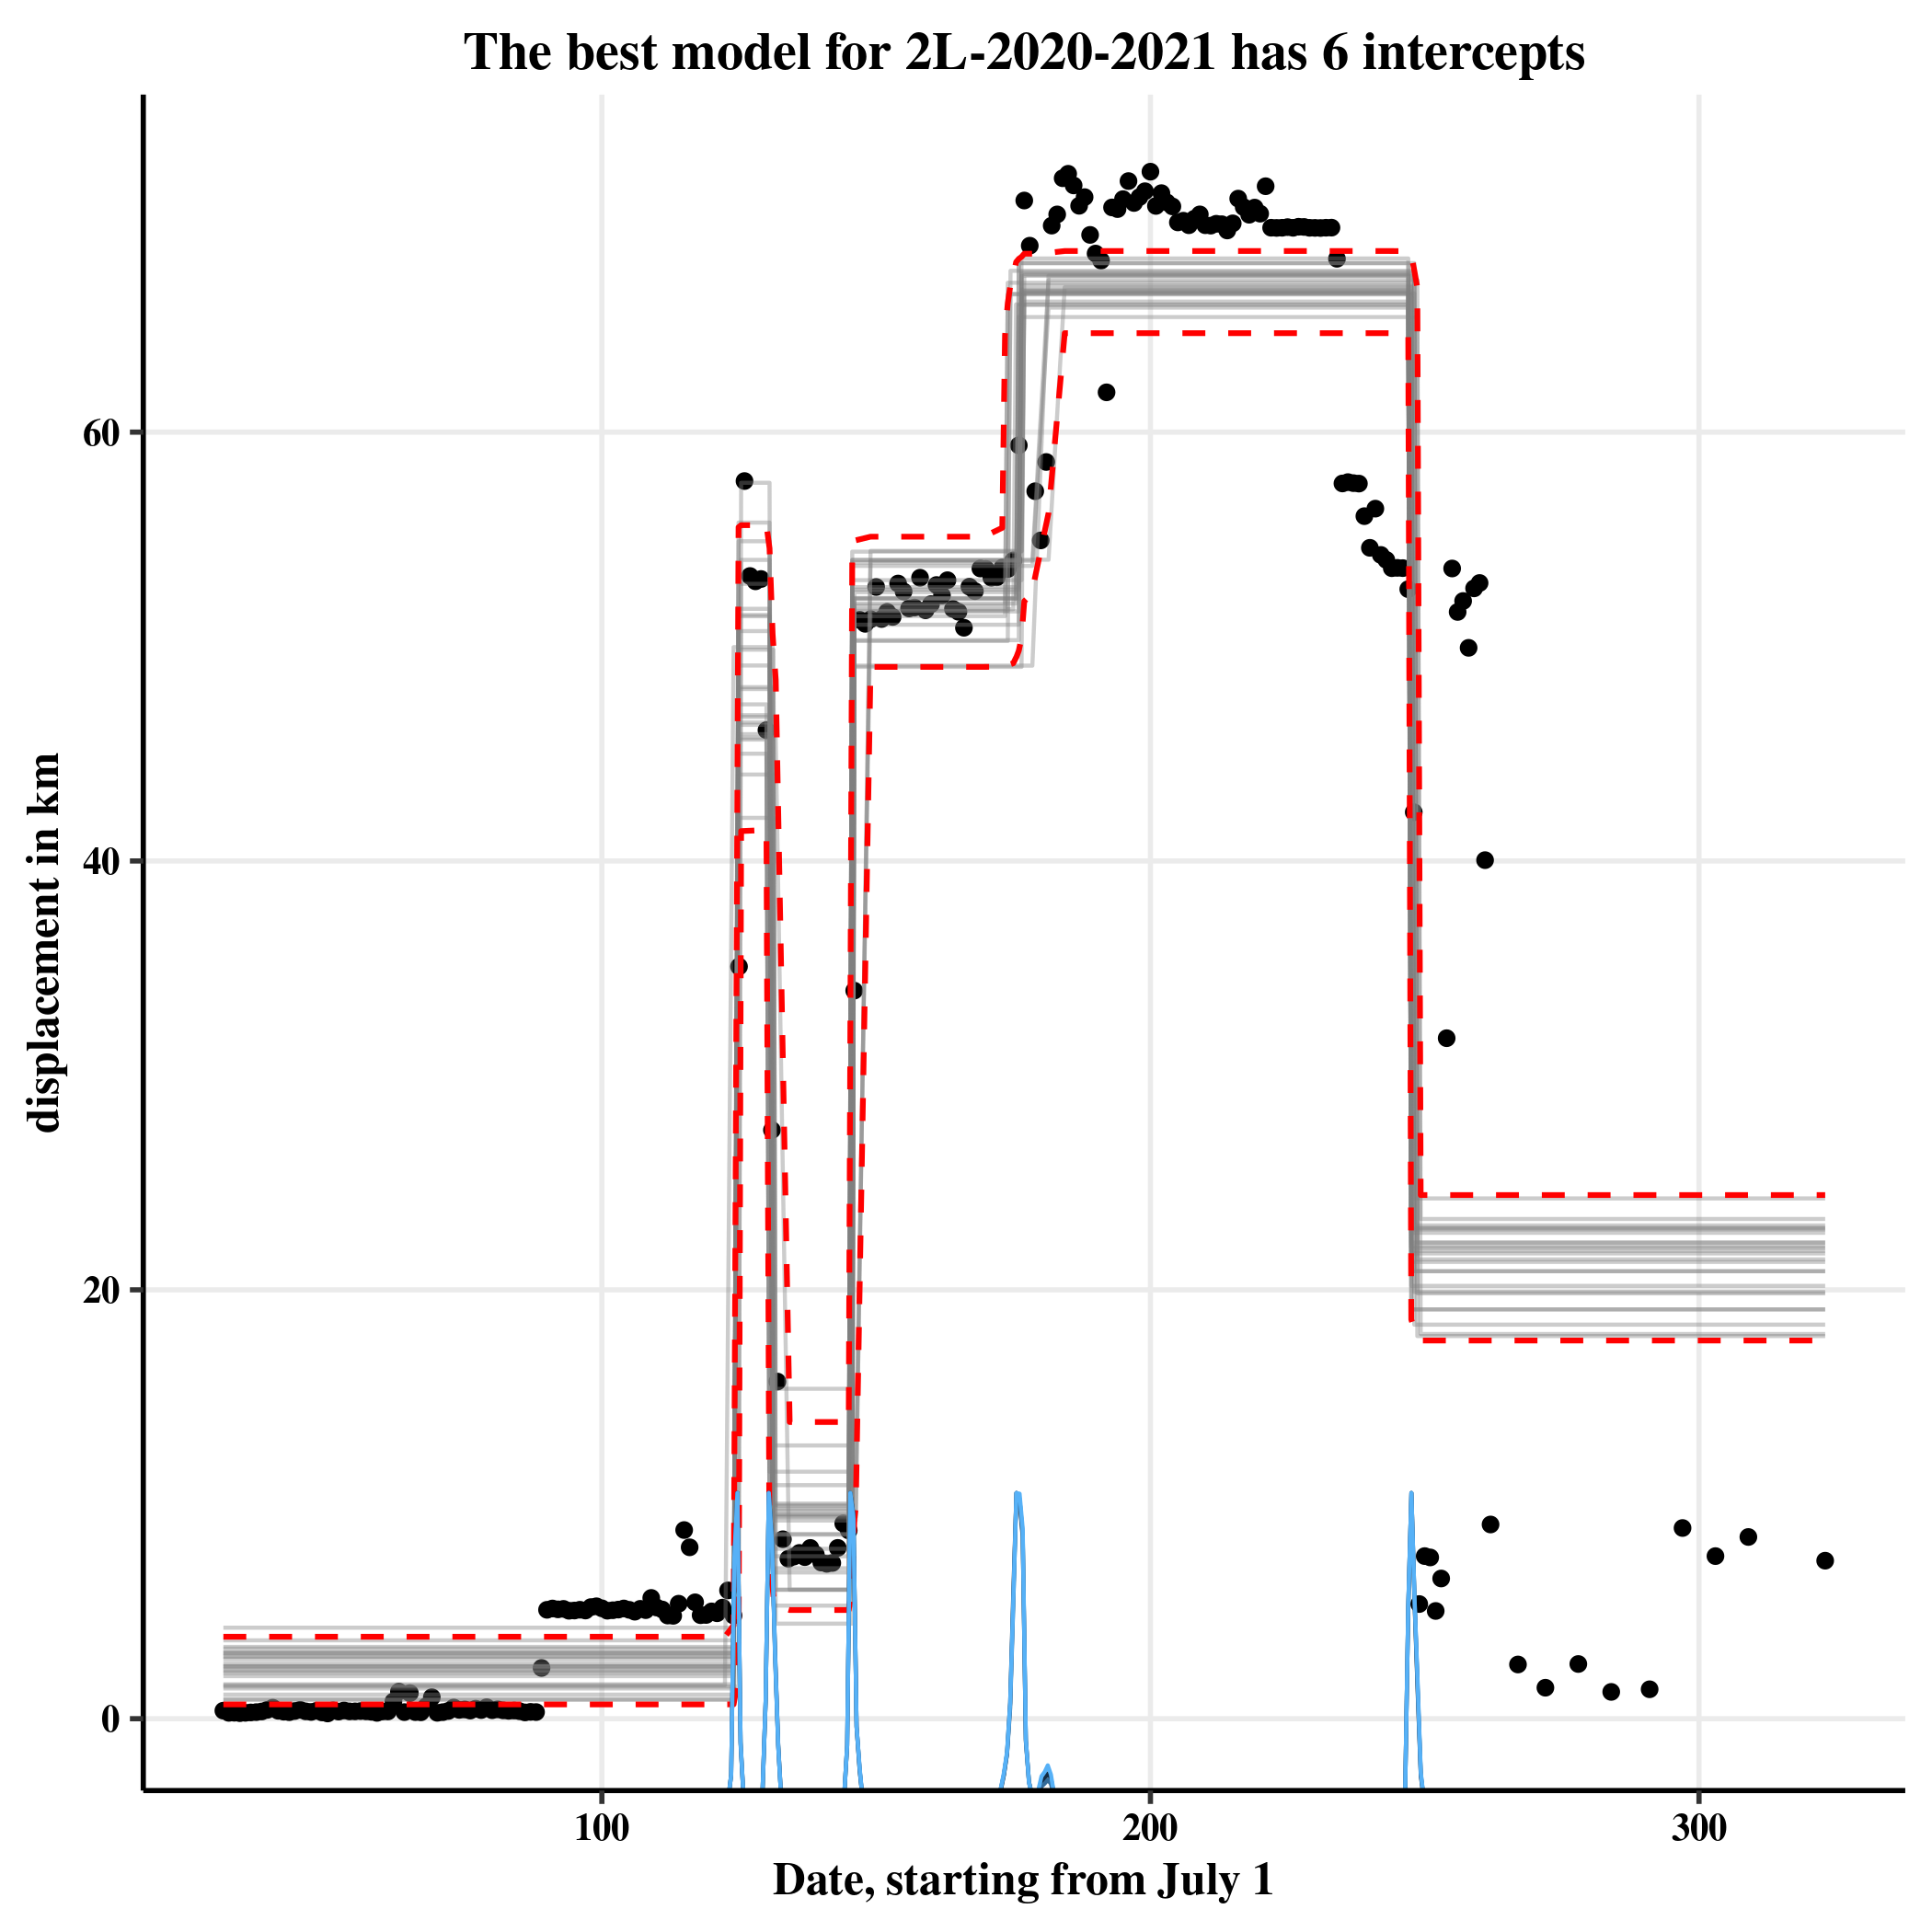 The best model for 2L-2020-2021 has 6 intercepts
displacement in km
60
40
20
0
100 200 300
Date, starting from July 1